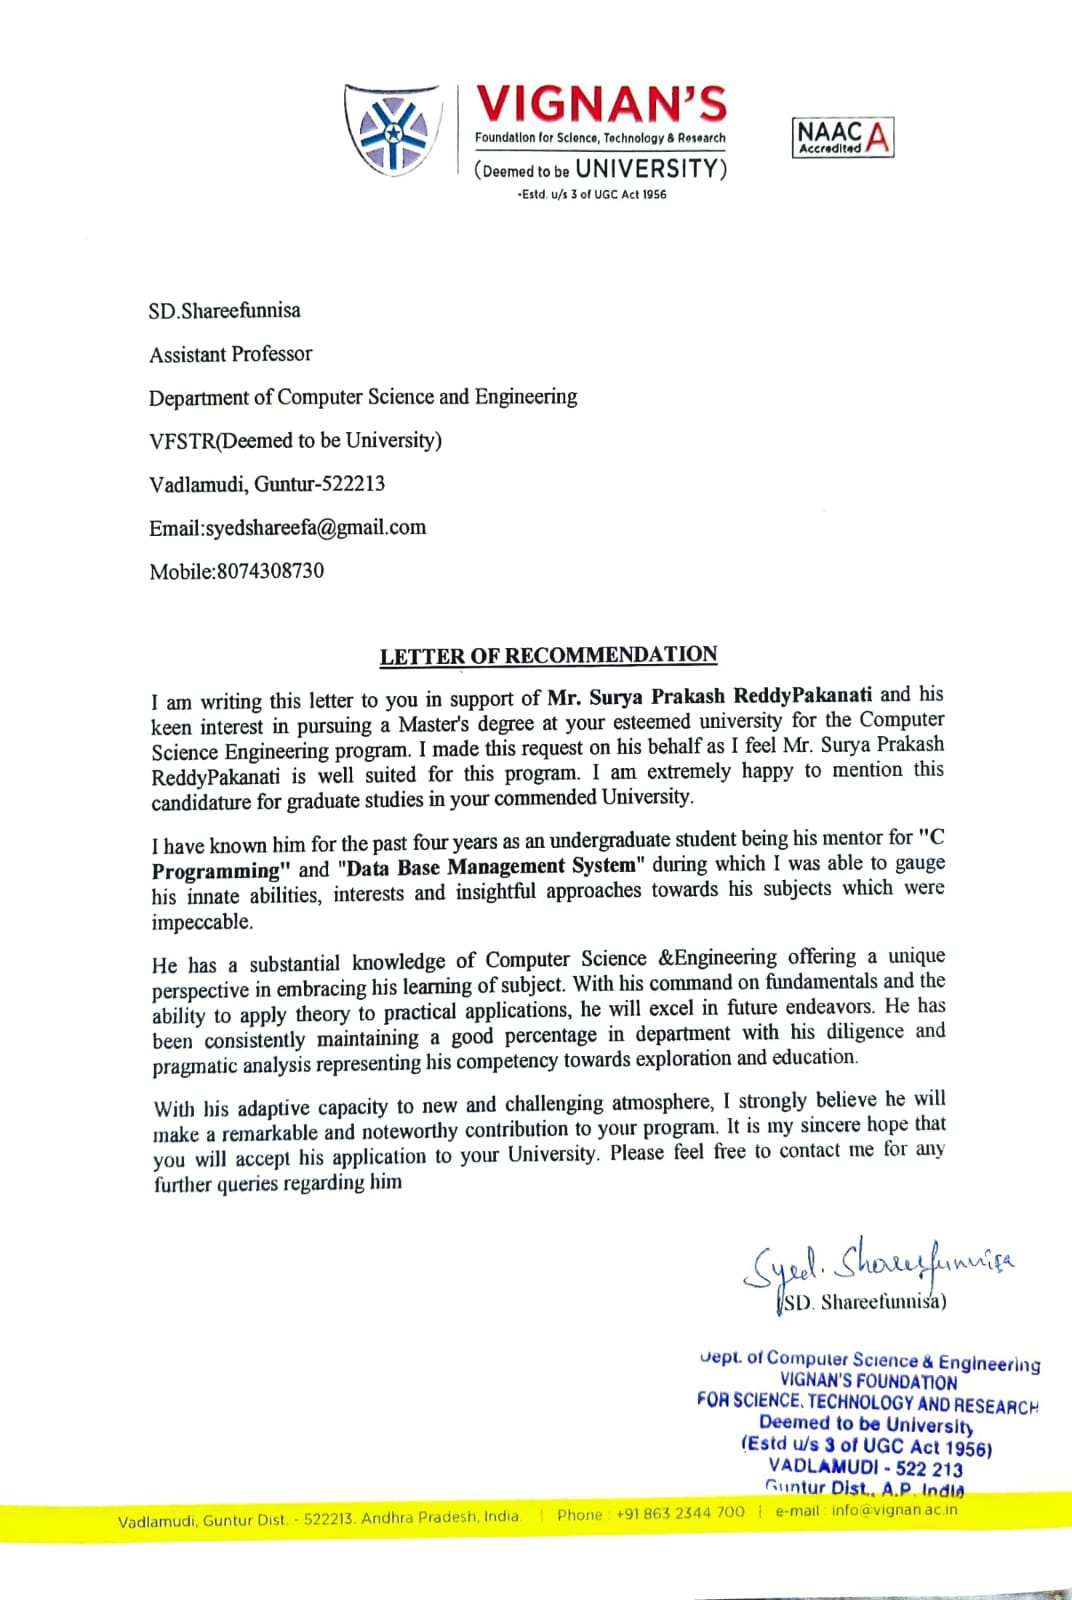 VIGNAN'S
Foundation for Science, Technology & Research
(Deemed to be UNIVERSITY)
-Estd. u/s 3 of UGC Act 1956
NAAC A
Accredited
SD.Shareefunnisa
Assistant Professor
Department of Computer Science and Engineering
VFSTR(Deemed to be University)
Vadlamudi, Guntur-522213
Email:syedshareefa@gmail.com
Mobile:8074308730
LETTER OF RECOMMENDATION
I am writing this letter to you in support of Mr. Surya Prakash ReddyPakanati and his
keen interest in pursuing a Master's degree at your esteemed university for the Computer
Science Engineering program. I made this request on his behalf as I feel Mr. Surya Prakash
ReddyPakanati is well suited for this program. I am extremely happy to mention this
candidature for graduate studies in your commended University.
I have known him for the past four years as an undergraduate student being his mentor for "C
Programming" and "Data Base Management System" during which I was able to gauge
his innate abilities, interests and insightful approaches towards his subjects which were
impeccable.
He has a substantial knowledge of Computer Science &Engineering offering a unique
perspective in embracing his learning of subject. With his command on fundamentals and the
ability to apply theory to practical applications, he will excel in future endeavors. He has
been consistently maintaining a good percentage in department with his diligence and
pragmatic analysis representing his competency towards exploration and education.
With his adaptive capacity to new and challenging atmosphere, I strongly believe he will
make a remarkable and noteworthy contribution to your program. It is my sincere hope that
you will accept his application to your University. Please feel free to contact me for any
further queries regarding him
Syed. Shareefunnisa
(SD. Shareefunnisa)
Dept. of Computer Science & Engineering
VIGNAN'S FOUNDATION
FOR SCIENCE, TECHNOLOGY AND RESEARCH
Deemed to be University
(Estd u/s 3 of UGC Act 1956)
VADLAMUDI - 522 213
Guntur Dist., A.P. India
Vadlamudi, Guntur Dist. - 522213. Andhra Pradesh, India. | Phone : +91 863 2344 700 | e-mail : info@vignan.ac.in